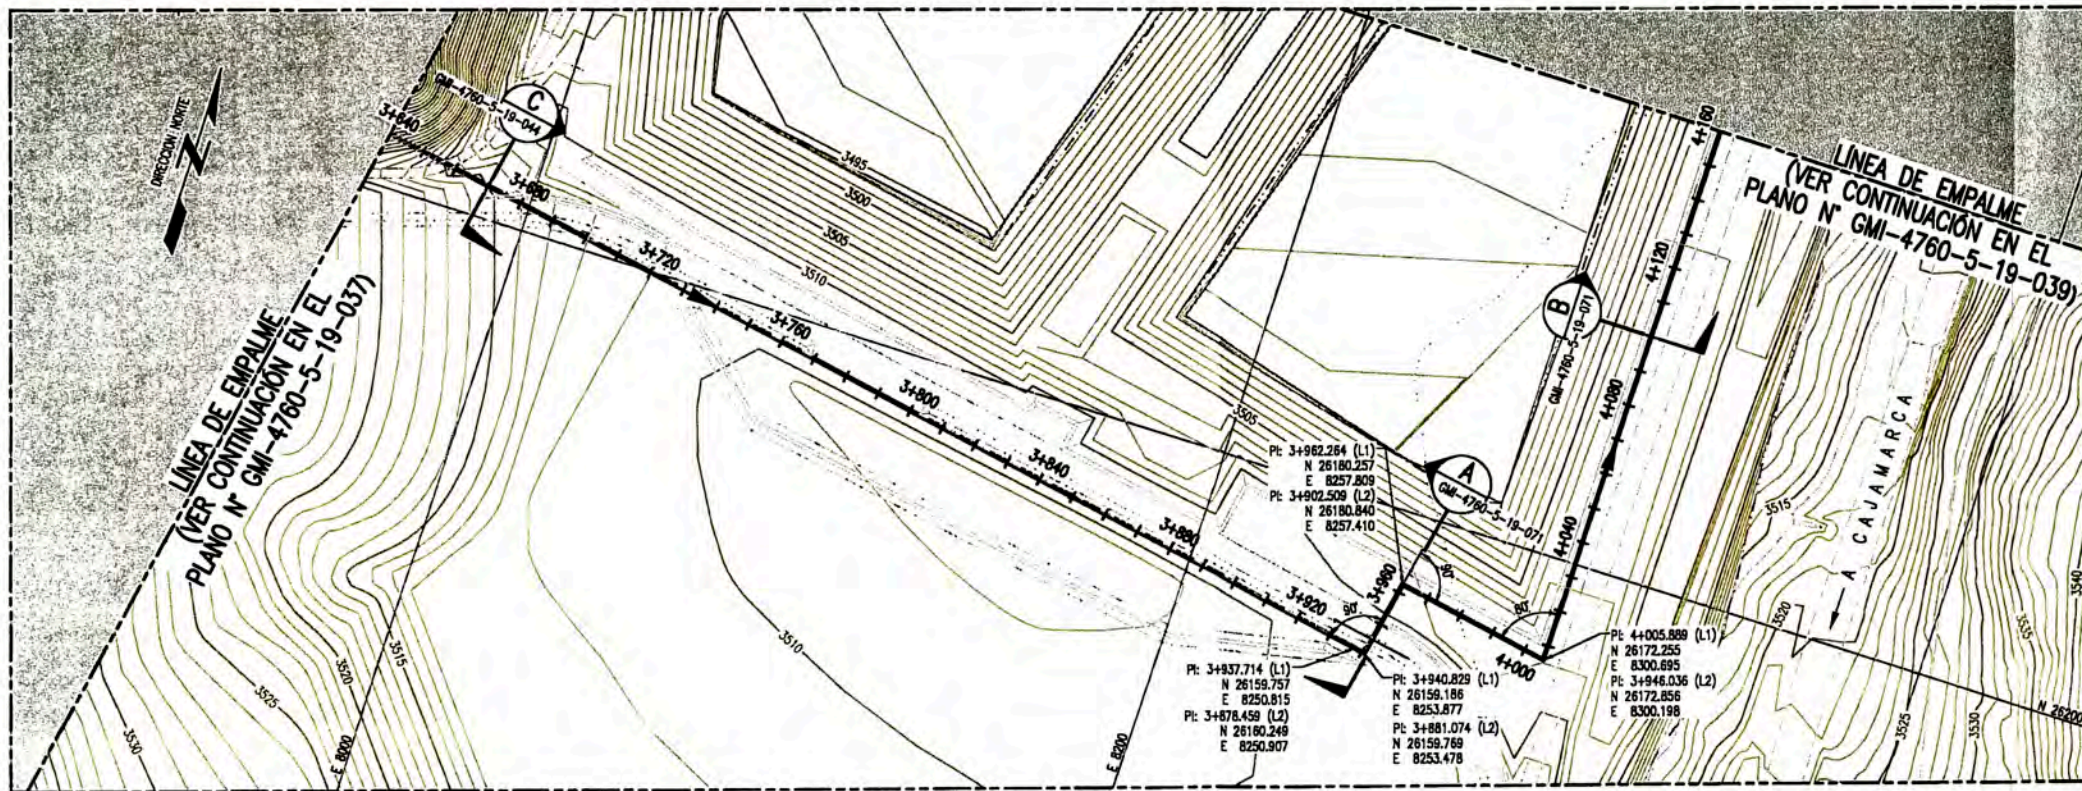 DIRECCION NORTE
C
GMI-4760-5-19-044
3+640
3+680
3+720
3+760
3+800
3+840
3+880
3+920
3+960
4+000
4+040
4+080
4+120
4+160
3495
3500
3505
3510
3505
LÍNEA DE EMPALME
(VER CONTINUACIÓN EN EL
PLANO N° GMI-4760-5-19-037)
LÍNEA DE EMPALME
(VER CONTINUACIÓN EN EL
PLANO N° GMI-4760-5-19-039)
B
GMI-4760-5-19-071
A
GMI-4760-5-19-071
PI: 3+962.264 (L1)
N 26180.257
E 8257.809
PI: 3+902.509 (L2)
N 26180.840
E 8257.410
90°
90°
80°
PI: 3+937.714 (L1)
N 26159.757
E 8250.815
PI: 3+878.459 (L2)
N 26160.249
E 8250.907
PI: 3+940.829 (L1)
N 26159.186
E 8253.877
PI: 3+881.074 (L2)
N 26159.769
E 8253.478
PI: 4+005.889 (L1)
N 26172.255
E 8300.695
PI: 3+946.036 (L2)
N 26172.856
E 8300.198
A CAJAMARCA
3515
3520
3540
3535
3525
3530
N 26200
3510
3515
3520
3525
3530
E 8000
E 8200